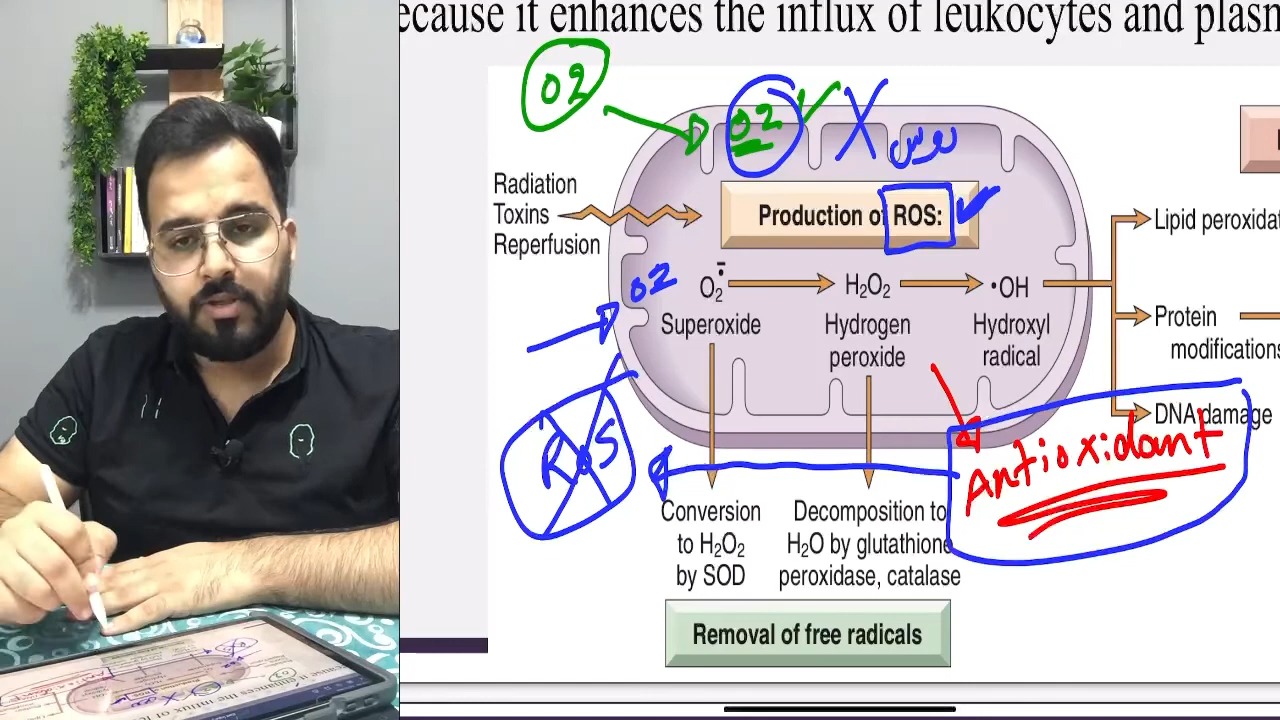 ecause it enhances the influx of leukocytes and plasm
O2
O2
Radiation
Toxins
Reperfusion
Production of ROS:
O2
O₂⁻
H₂O₂
•OH
Superoxide
Hydrogen
peroxide
Hydroxyl
radical
Lipid peroxida
Protein
modifications
DNA damage
ROS
Antioxidant
Conversion
to H₂O₂
by SOD
Decomposition to
H₂O by glutathione
peroxidase, catalase
Removal of free radicals